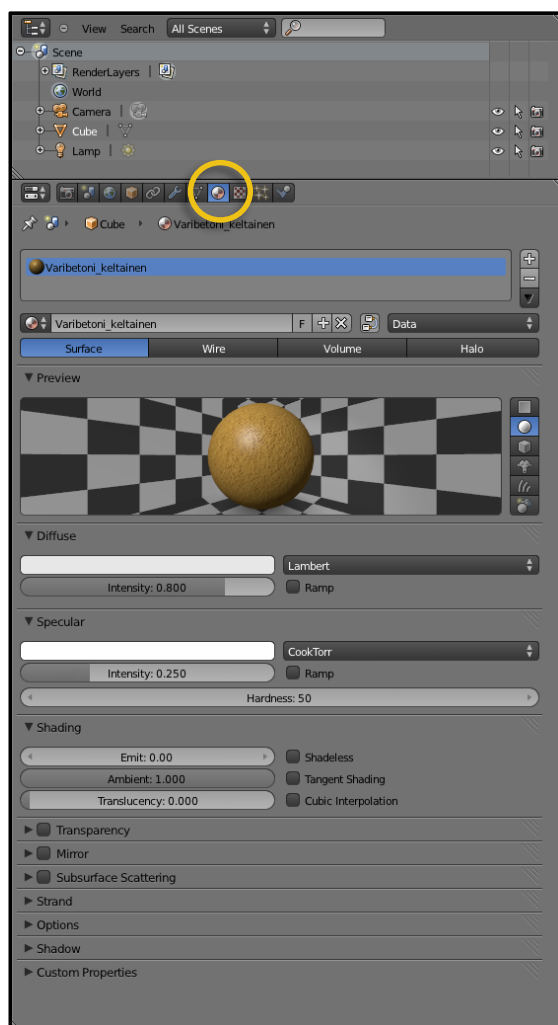 View Search All Scenes
Scene
RenderLayers |
World
Camera |
Cube |
Lamp |
Cube Varibetoni_keltainen
Varibetoni_keltainen
Varibetoni_keltainen F Data
Surface Wire Volume Halo
Preview
Diffuse
Lambert
Intensity: 0.800 Ramp
Specular
CookTorr
Intensity: 0.250 Ramp
Hardness: 50
Shading
Emit: 0.00 Shadeless
Ambient: 1.000 Tangent Shading
Translucency: 0.000 Cubic Interpolation
Transparency
Mirror
Subsurface Scattering
Strand
Options
Shadow
Custom Properties